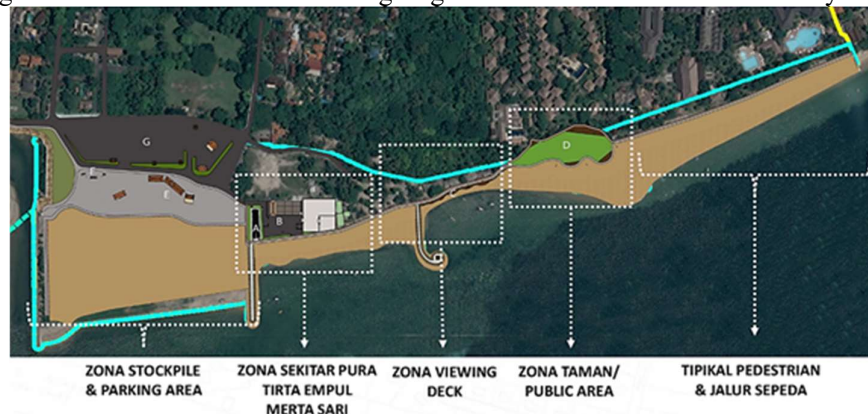 G
D
E
A
B
ZONA STOCKPILE
& PARKING AREA
ZONA SEKITAR PURA
TIRTA EMPUL
MERTA SARI
ZONA VIEWING
DECK
ZONA TAMAN/
PUBLIC AREA
TIPIKAL PEDESTRIAN
& JALUR SEPEDA